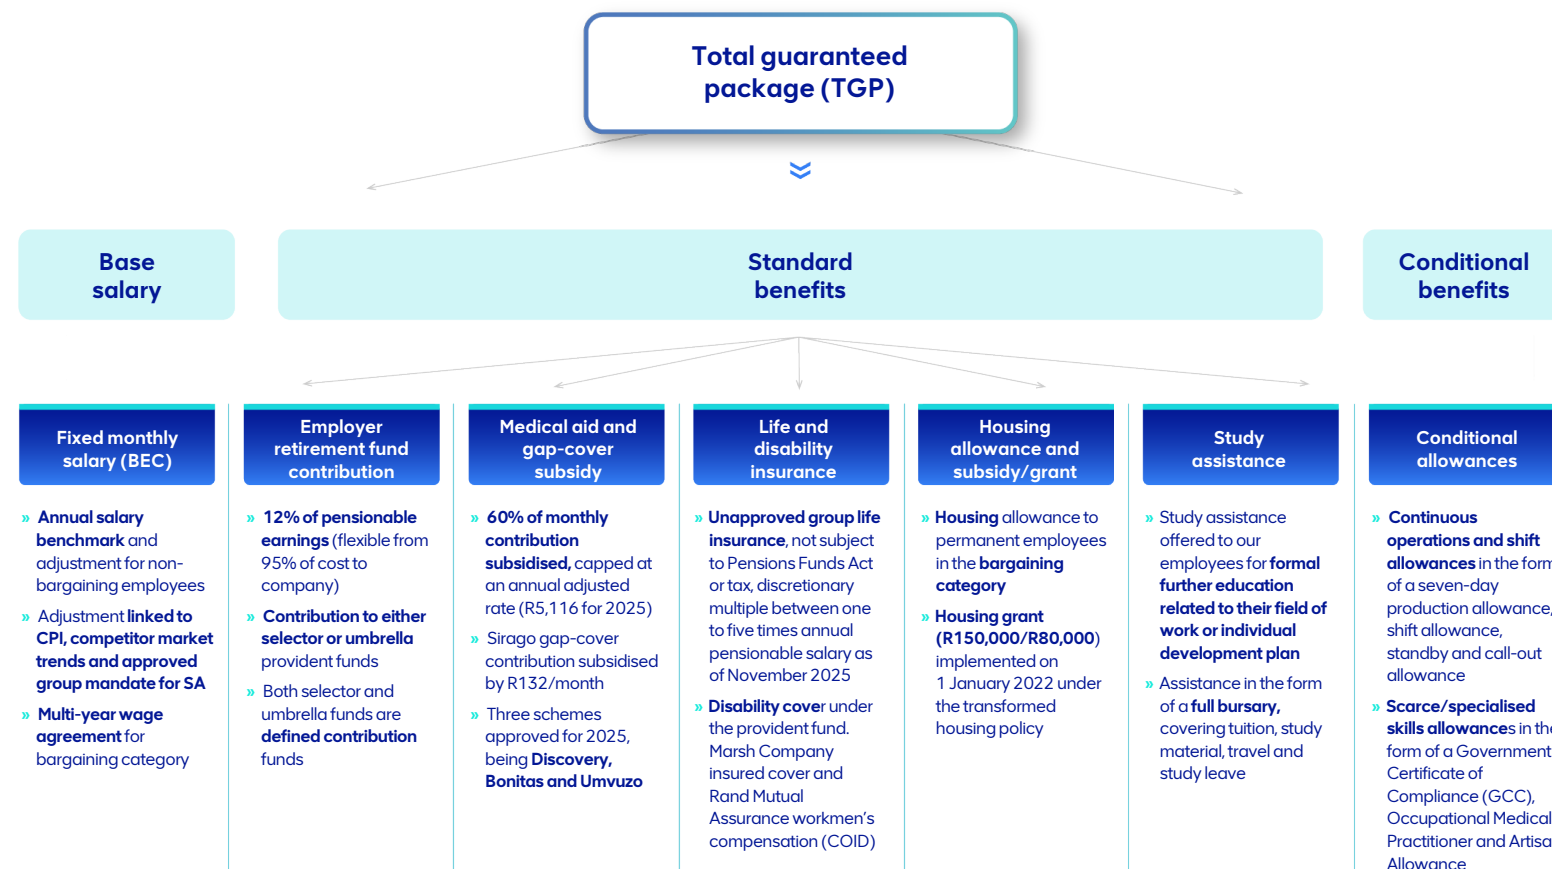 Total guaranteed
package (TGP)
Base
salary
Standard
benefits
Conditional
benefits
Fixed monthly
salary (BEC)
» Annual salary
benchmark and
adjustment for non-
bargaining employees
» Adjustment linked to
CPI, competitor market
trends and approved
group mandate for SA
» Multi-year wage
agreement for
bargaining category
Employer
retirement fund
contribution
» 12% of pensionable
earnings (flexible from
95% of cost to
company)
» Contribution to either
selector or umbrella
provident funds
» Both selector and
umbrella funds are
defined contribution
funds
Medical aid and
gap-cover
subsidy
» 60% of monthly
contribution
subsidised, capped at
an annual adjusted
rate (R5,116 for 2025)
» Sirago gap-cover
contribution subsidised
by R132/month
» Three schemes
approved for 2025,
being Discovery,
Bonitas and Umvuzo
Life and
disability
insurance
» Unapproved group life
insurance, not subject
to Pensions Funds Act
or tax, discretionary
multiple between one
to five times annual
pensionable salary as
of November 2025
» Disability cover under
the provident fund.
Marsh Company
insured cover and
Rand Mutual
Assurance workmen's
compensation (COID)
Housing
allowance and
subsidy/grant
» Housing allowance to
permanent employees
in the bargaining
category
» Housing grant
(R150,000/R80,000)
implemented on
1 January 2022 under
the transformed
housing policy
Study
assistance
» Study assistance
offered to our
employees for formal
further education
related to their field of
work or individual
development plan
» Assistance in the form
of a full bursary,
covering tuition, study
material, travel and
study leave
Conditional
allowances
» Continuous
operations and shift
allowances in the form
of a seven-day
production allowance,
shift allowance,
standby and call-out
allowance
» Scarce/specialised
skills allowances in the
form of a Government
Certificate of
Compliance (GCC),
Occupational Medical
Practitioner and Artisa
Allowance